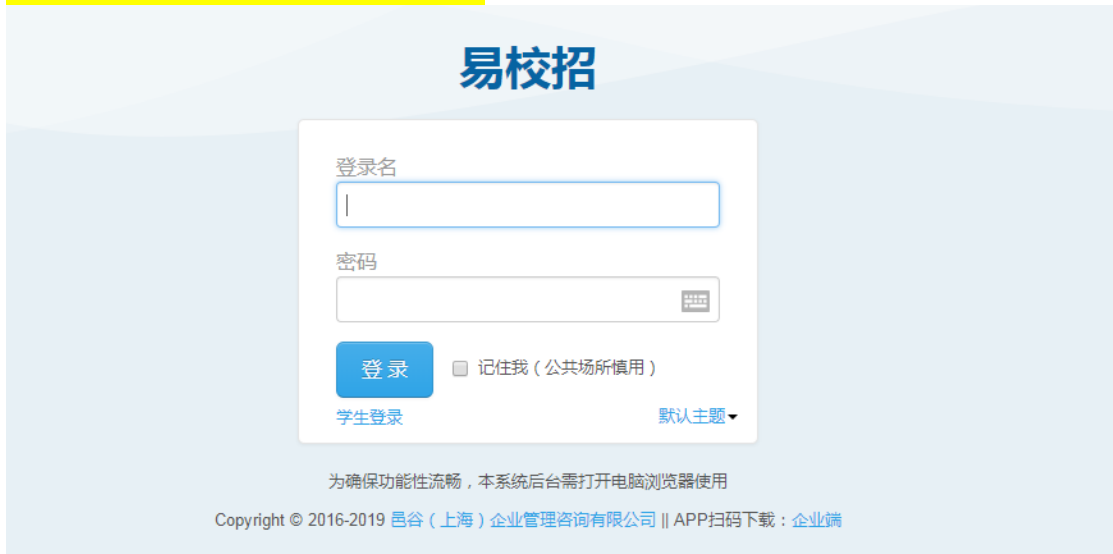 易校招
登录名
密码
登 录 记住我（公共场所慎用）
学生登录 默认主题
为确保功能性流畅，本系统后台需打开电脑浏览器使用
Copyright © 2016-2019 邑谷（上海）企业管理咨询有限公司 || APP扫码下载：企业端